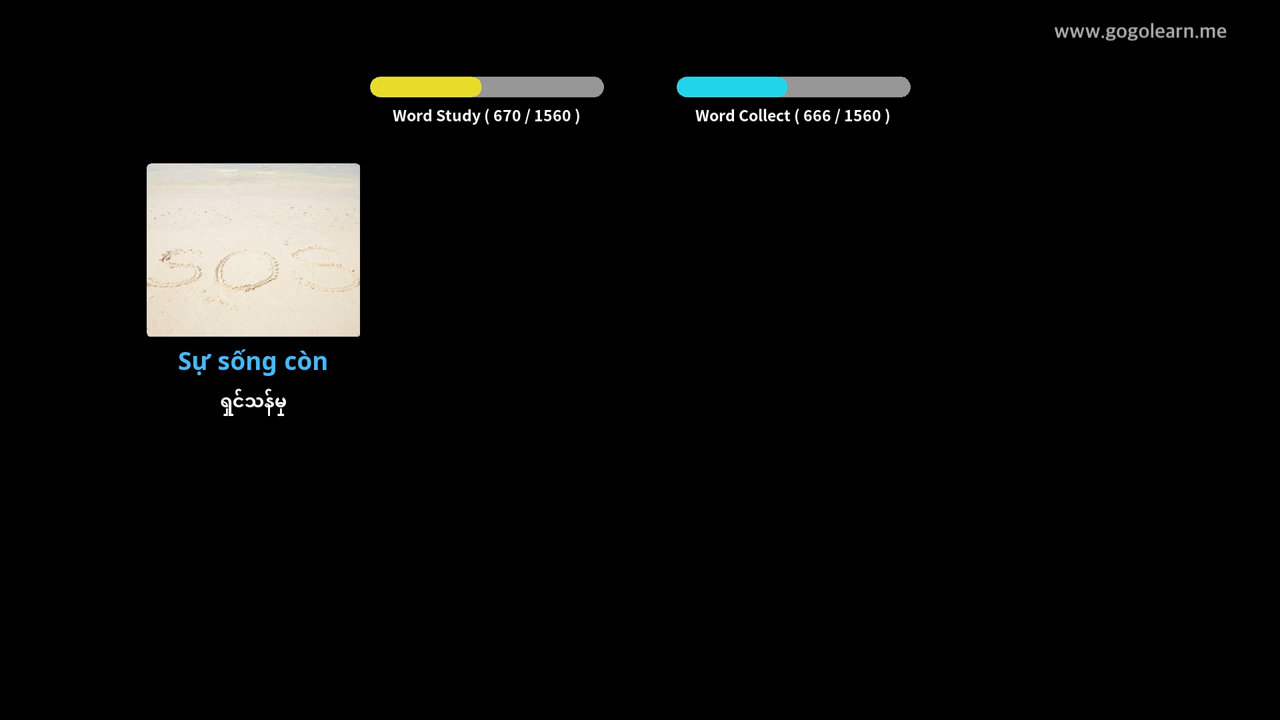 www.gogolearn.me
Word Study ( 670 / 1560 )
Word Collect ( 666 / 1560 )
SOS
Sự sống còn
ရှင်သန်မှ